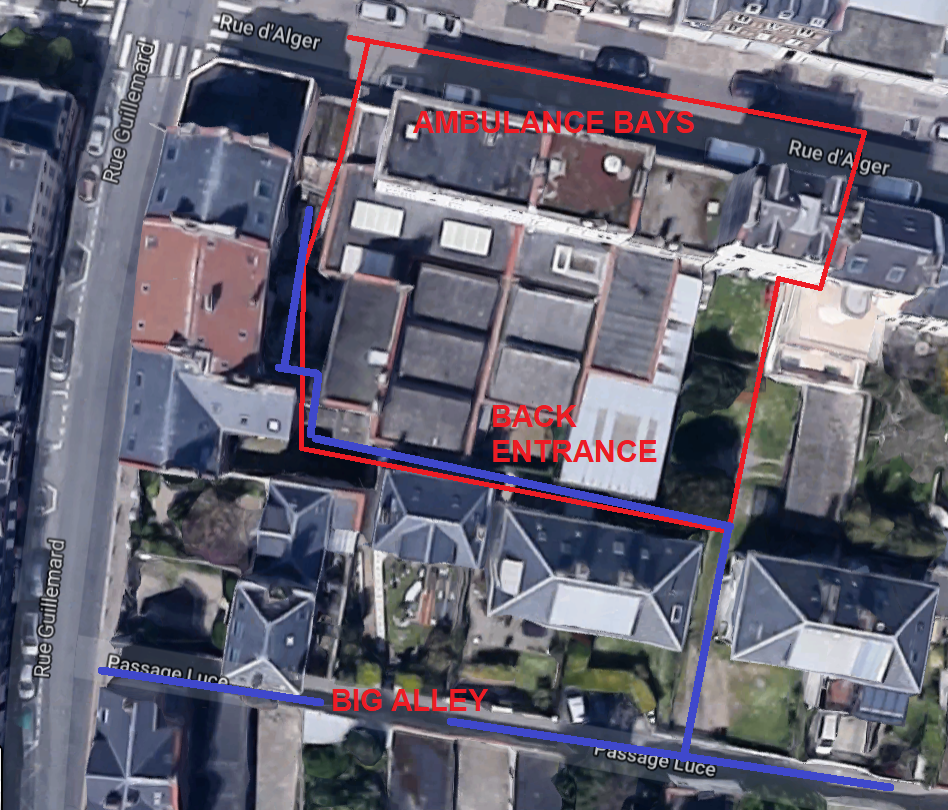 Rue d'Alger
Rue Guillemard
AMBULANCE BAYS
Rue d'Alger
BACK
ENTRANCE
Rue Guillemard
Passage Luce
BIG ALLEY
Passage Luce